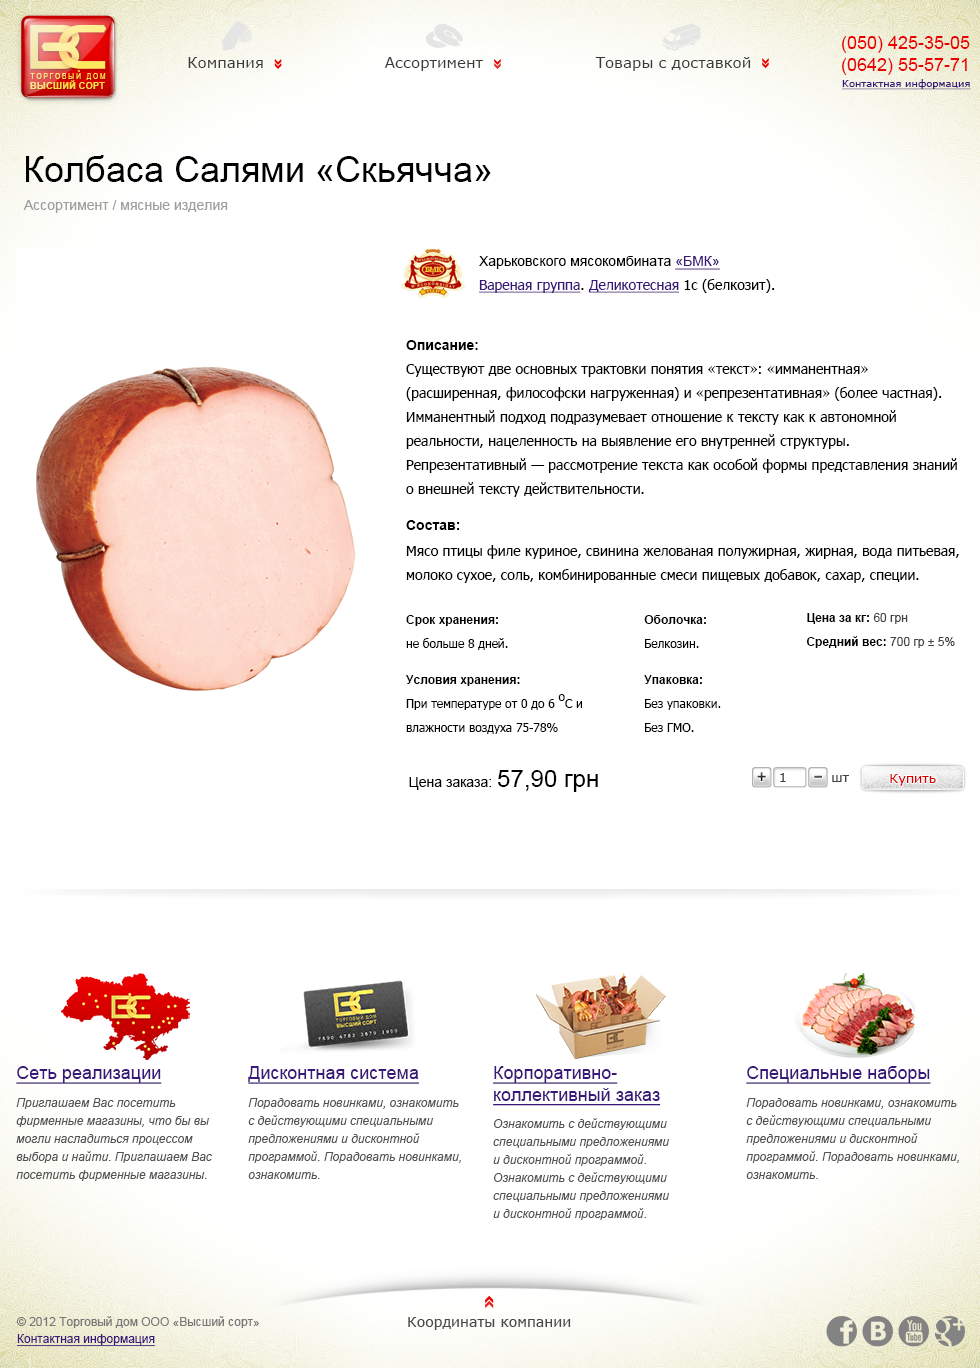 ТОРГОВЫЙ ДОМ
ВЫСШИЙ СОРТ
Компания
Ассортимент
Товары с доставкой
(050) 425-35-05
(0642) 55-57-71
Контактная информация
Колбаса Салями «Скьячча»
Ассортимент / мясные изделия
Харьковского мясокомбината «БМК»
Вареная группа. Деликотесная 1с (белкозит).
Описание:
Существуют две основных трактовки понятия «текст»: «имманентная»
(расширенная, философски нагруженная) и «репрезентативная» (более частная).
Имманентный подход подразумевает отношение к тексту как к автономной
реальности, нацеленность на выявление его внутренней структуры.
Репрезентативный — рассмотрение текста как особой формы представления знаний
о внешней тексту действительности.
Состав:
Мясо птицы филе куриное, свинина желованая полужирная, жирная, вода питьевая,
молоко сухое, соль, комбинированные смеси пищевых добавок, сахар, специи.
Срок хранения:
не больше 8 дней.
Условия хранения:
При температуре от 0 до 6 °С и
влажности воздуха 75-78%
Оболочка:
Белкозин.
Упаковка:
Без упаковки.
Без ГМО.
Цена за кг: 60 грн
Средний вес: 700 гр ± 5%
Цена заказа: 57,90 грн
+ 1 − шт
Купить
ТОРГОВЫЙ ДОМ
ВЫСШИЙ СОРТ
Сеть реализации
Приглашаем Вас посетить
фирменные магазины, что бы вы
могли насладиться процессом
выбора и найти. Приглашаем Вас
посетить фирменные магазины.
Дисконтная система
Порадовать новинками, ознакомить
с действующими специальными
предложениями и дисконтной
программой. Порадовать новинками,
ознакомить.
Корпоративно-
коллективный заказ
Ознакомить с действующими
специальными предложениями
и дисконтной программой.
Ознакомить с действующими
специальными предложениями
и дисконтной программой.
Специальные наборы
Порадовать новинками, ознакомить
с действующими специальными
предложениями и дисконтной
программой. Порадовать новинками,
ознакомить.
© 2012 Торговый дом ООО «Высший сорт»
Контактная информация
Координаты компании
You
Tube